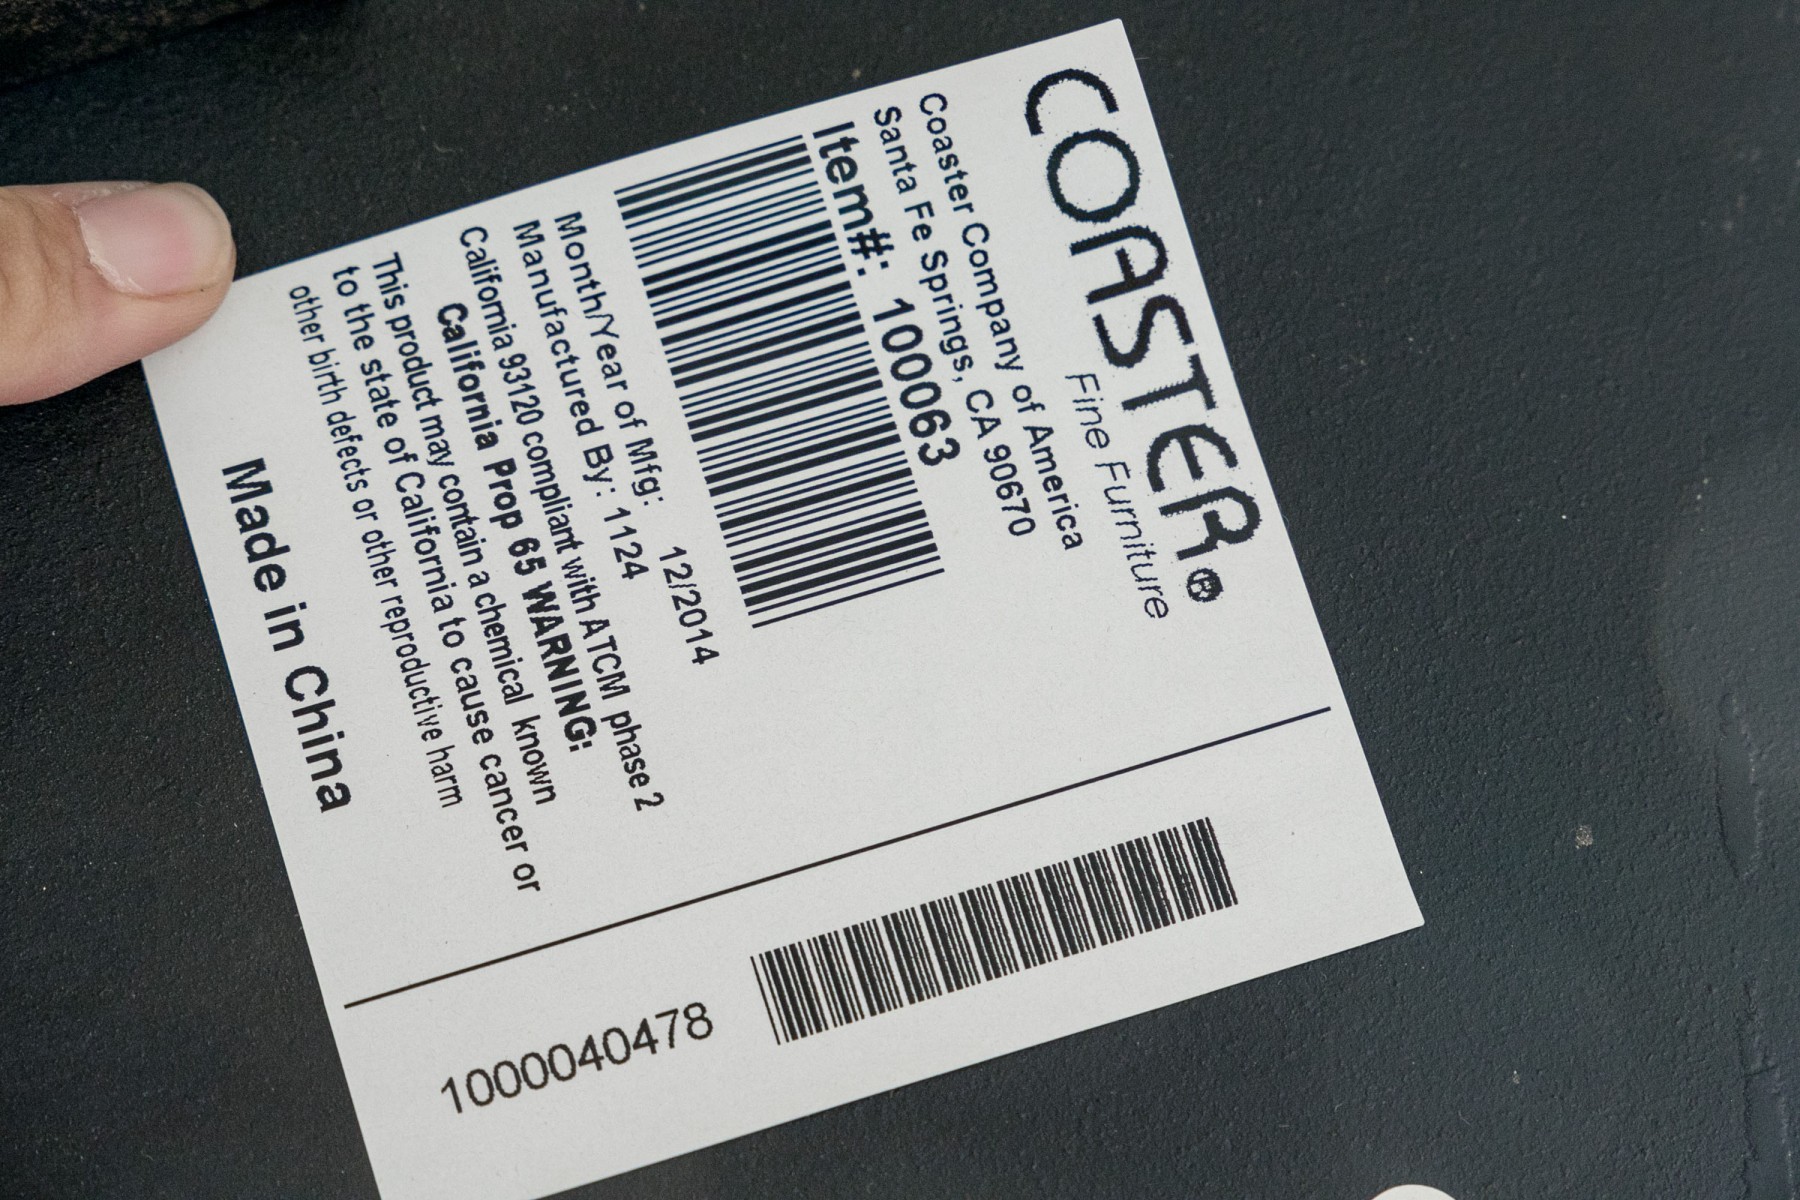 COASTER®
Fine Furniture
Coaster Company of America
Santa Fe Springs, CA 90670
Item#: 100063
Month/Year of Mfg: 12/2014
Manufactured By: 1124
California 93120 compliant with ATCM phase 2
California Prop 65 WARNING:
This product may contain a chemical known
to the state of California to cause cancer or
other birth defects or other reproductive harm
Made in China
1000040478